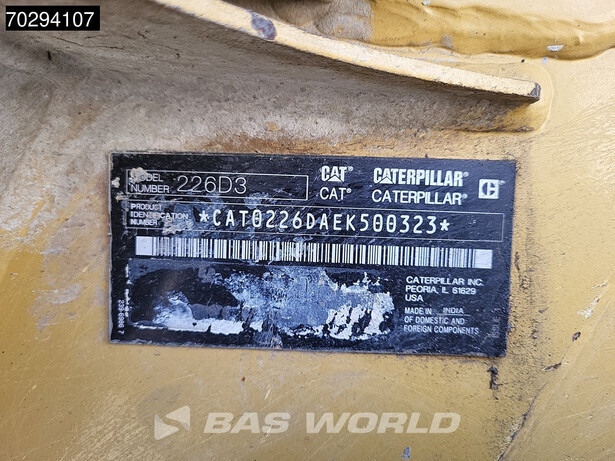 70294107
MODEL NUMBER 226D3
CAT CATERPILLAR
CAT CATERPILLAR
PRODUCT IDENTIFICATION NUMBER *CAT0226DAEK500323*
CATERPILLAR INC.
PEORIA, IL 61629
USA
MADE IN INDIA
OF DOMESTIC AND
FOREIGN COMPONENTS
BAS WORLD